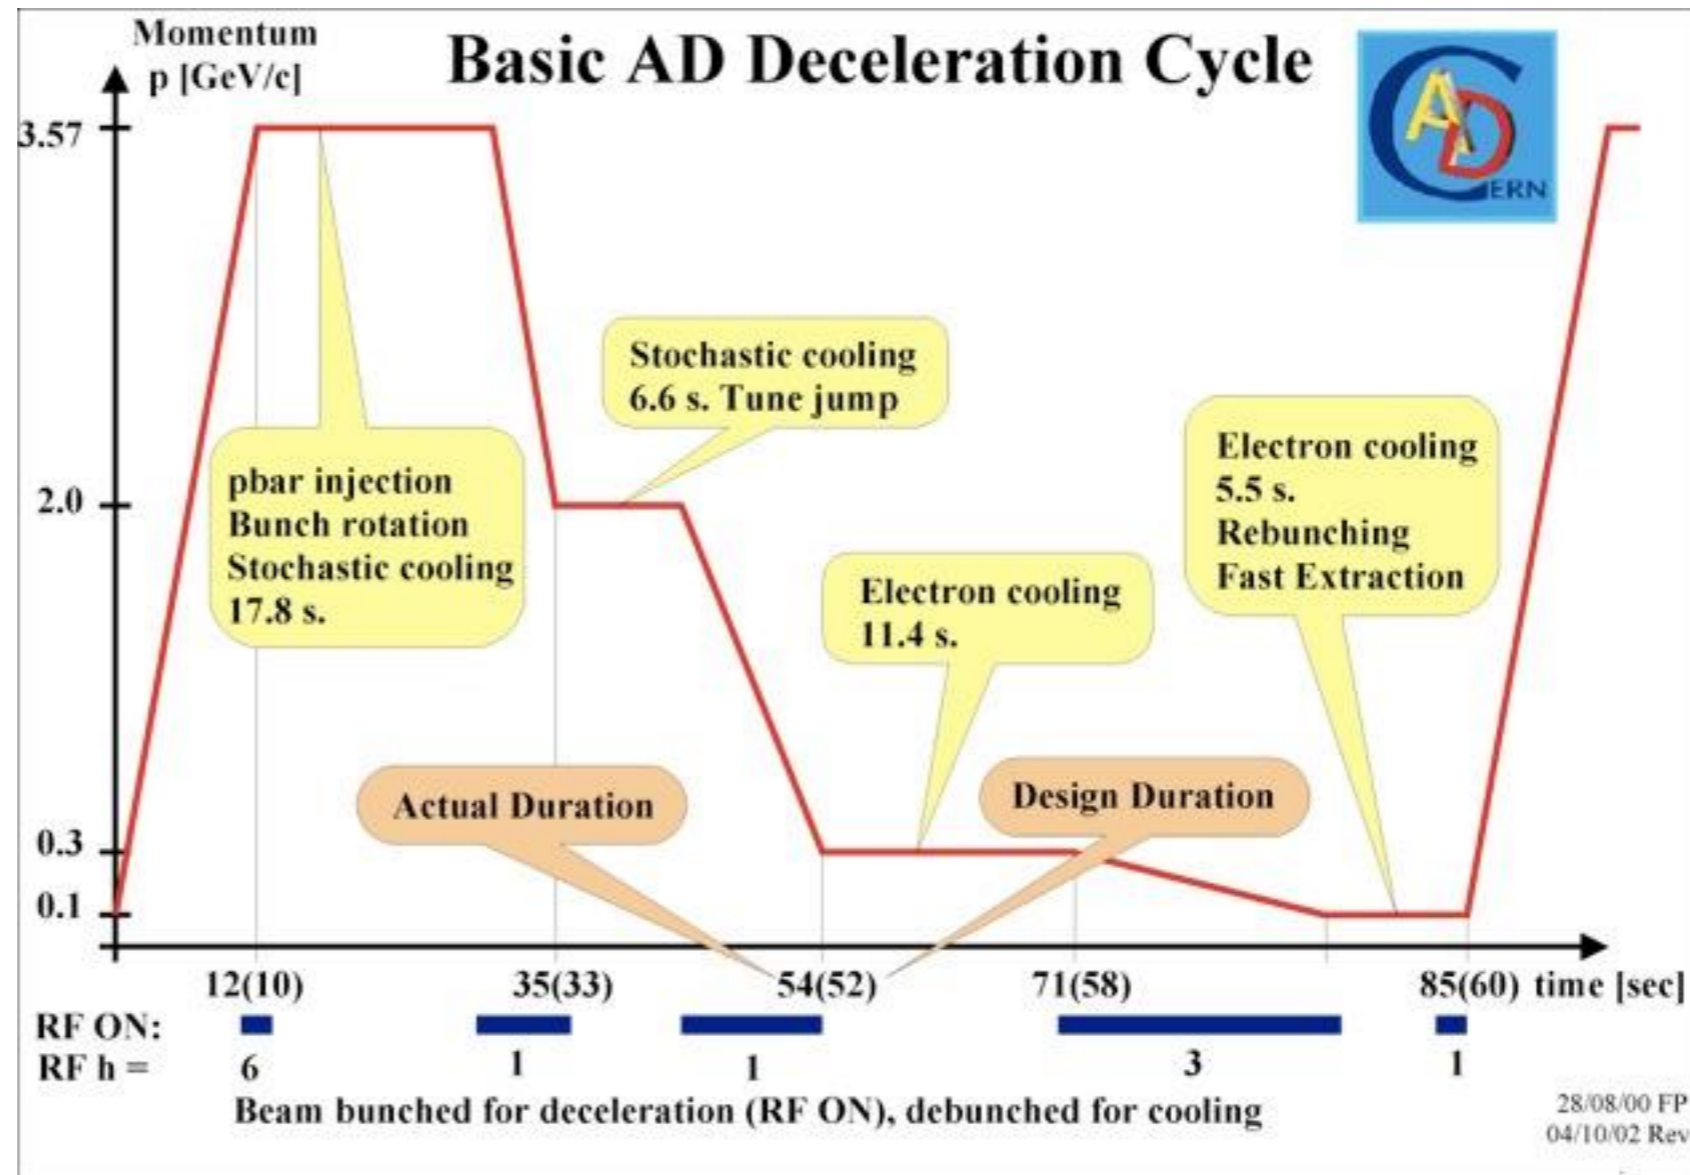 Momentum
p [GeV/c]
Basic AD Deceleration Cycle
AD
CERN
3.57
2.0
0.3
0.1
pbar injection
Bunch rotation
Stochastic cooling
17.8 s.
Stochastic cooling
6.6 s. Tune jump
Electron cooling
11.4 s.
Electron cooling
5.5 s.
Rebunching
Fast Extraction
Actual Duration
Design Duration
12(10) 35(33) 54(52) 71(58) 85(60) time [sec]
RF ON:
RF h = 6 1 1 3 1
Beam bunched for deceleration (RF ON), debunched for cooling
28/08/00 FP
04/10/02 Rev